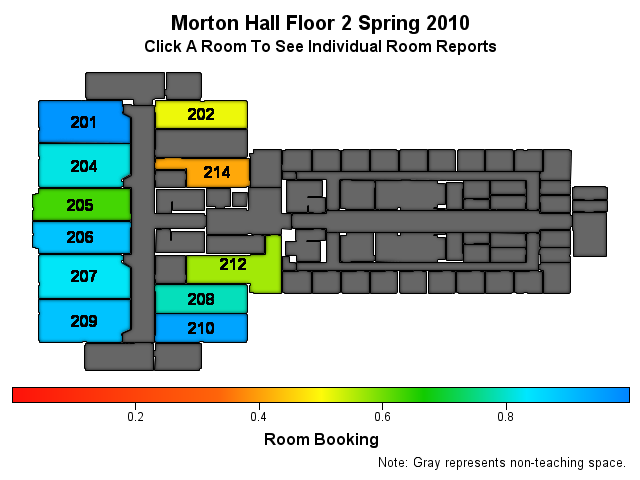 Morton Hall Floor 2 Spring 2010
Click A Room To See Individual Room Reports
201
202
204
214
205
206
212
207
208
209
210
0.2 0.4 0.6 0.8
Room Booking
Note: Gray represents non-teaching space.